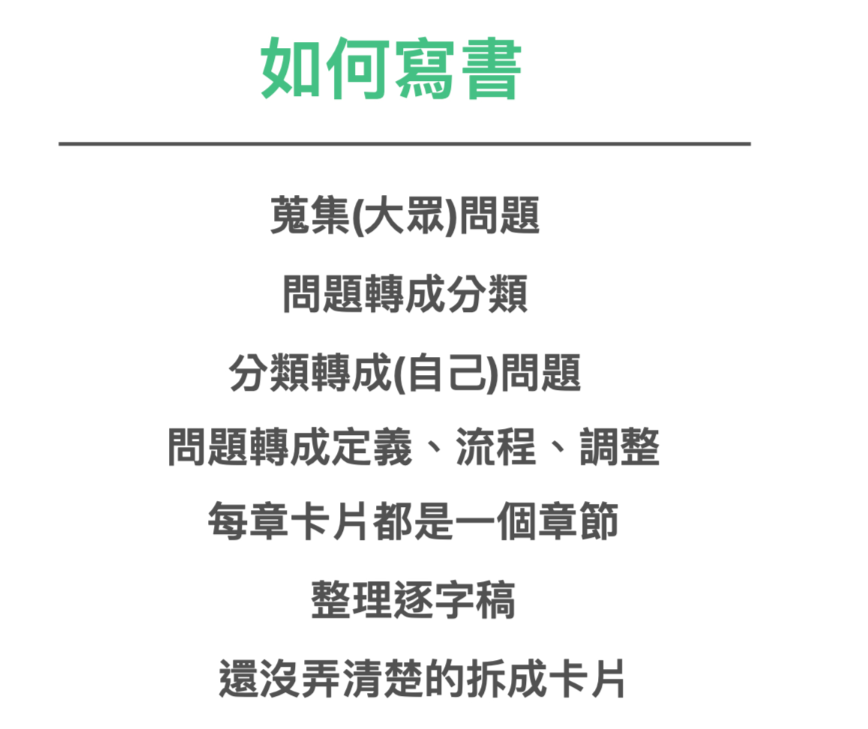 如何寫書
蒐集(大眾)問題
問題轉成分類
分類轉成(自己)問題
問題轉成定義、流程、調整
每章卡片都是一個章節
整理逐字稿
還沒弄清楚的拆成卡片